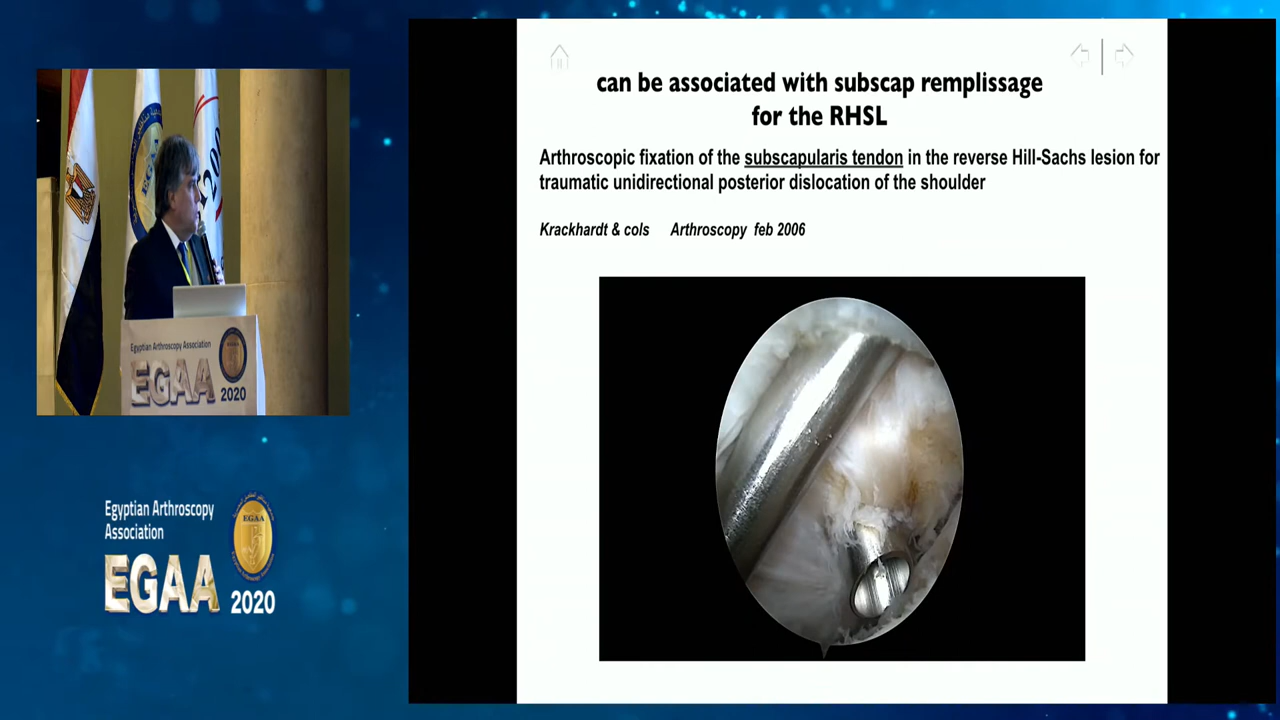 can be associated with subscap remplissage
for the RHSL
Arthroscopic fixation of the subscapularis tendon in the reverse Hill-Sachs lesion for
traumatic unidirectional posterior dislocation of the shoulder
Krackhardt & cols Arthroscopy feb 2006
Egyptian Arthroscopy Association
EGAA
2020
Egyptian Arthroscopy
Association
EGAA
EGAA
2020